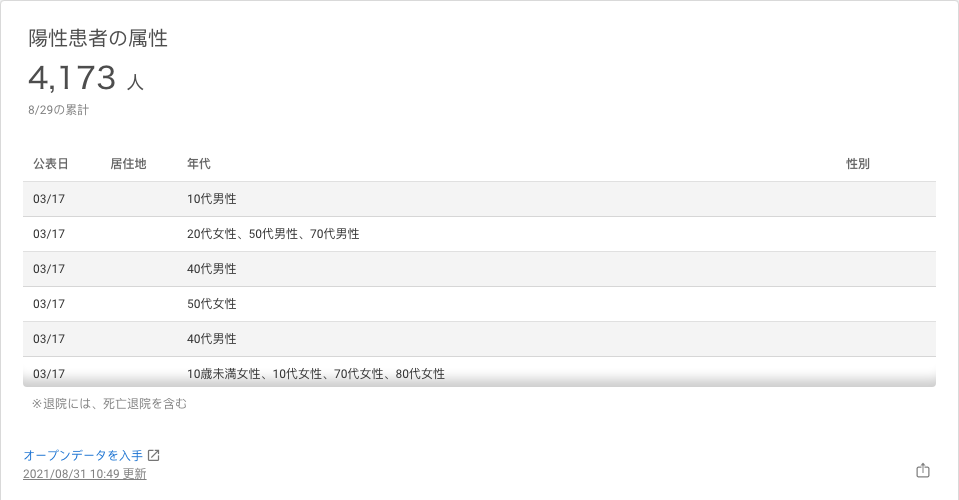 陽性患者の属性
4,173 人
8/29の累計
公表日 居住地 年代 性別
03/17 10代男性
03/17 20代女性、50代男性、70代男性
03/17 40代男性
03/17 50代女性
03/17 40代男性
03/17 10歳未満女性、10代女性、70代女性、80代女性
※退院には、死亡退院を含む
オープンデータを入手
2021/08/31 10:49 更新